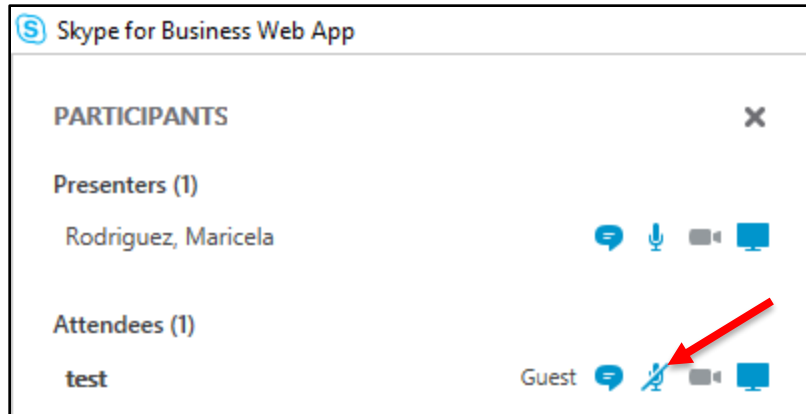 Skype for Business Web App
PARTICIPANTS
Presenters (1)
Rodriguez, Maricela
Attendees (1)
test Guest